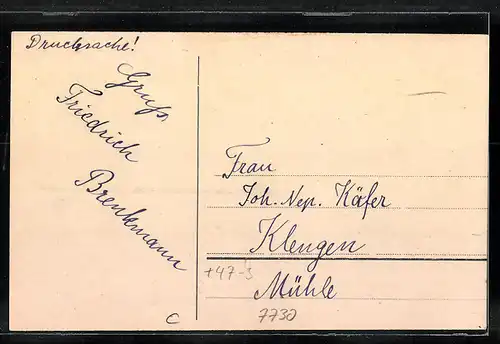 Drucksache!
Gruß,
Friedrich
Brenkmann
Frau
Joh. Nep. Käfer
Klengen
+47-3
Mühle
7730
C